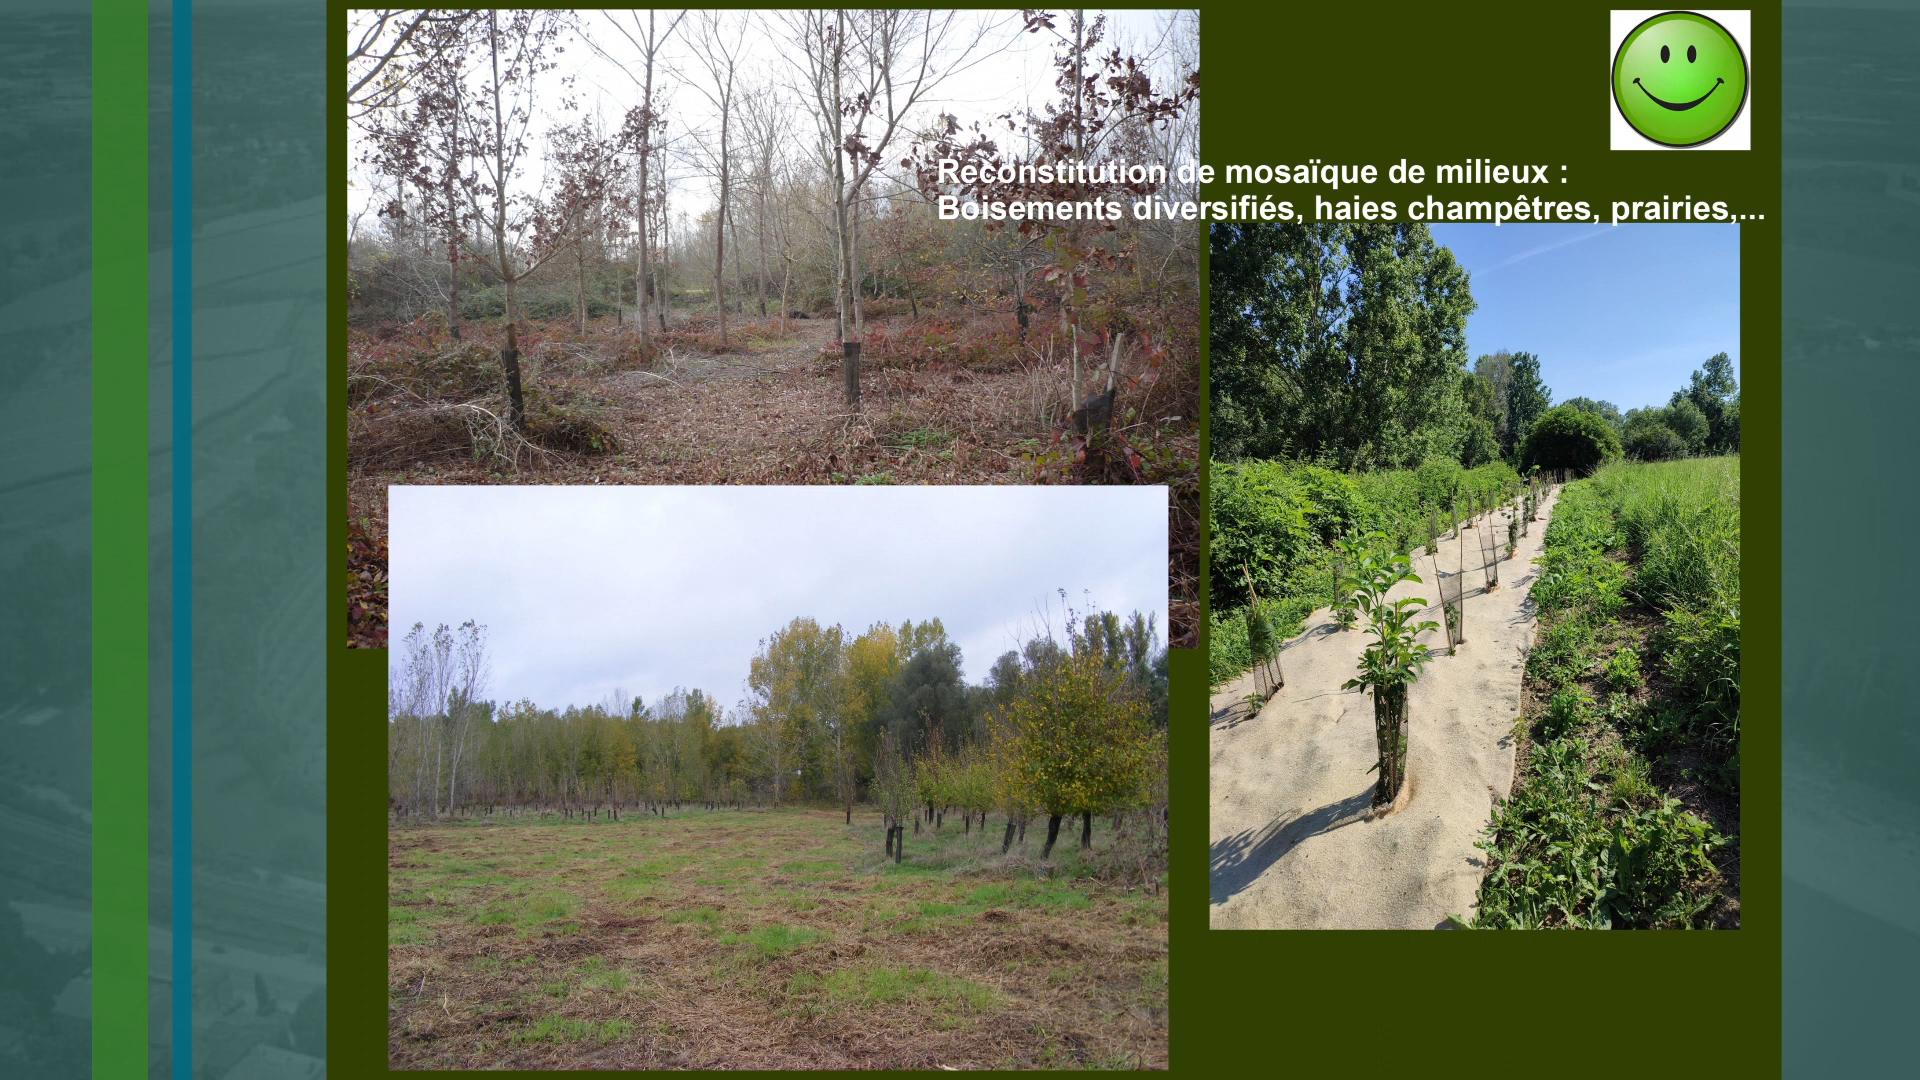 Reconstitution de mosaïque de milieux :
Boisements diversifiés, haies champêtres, prairies,...